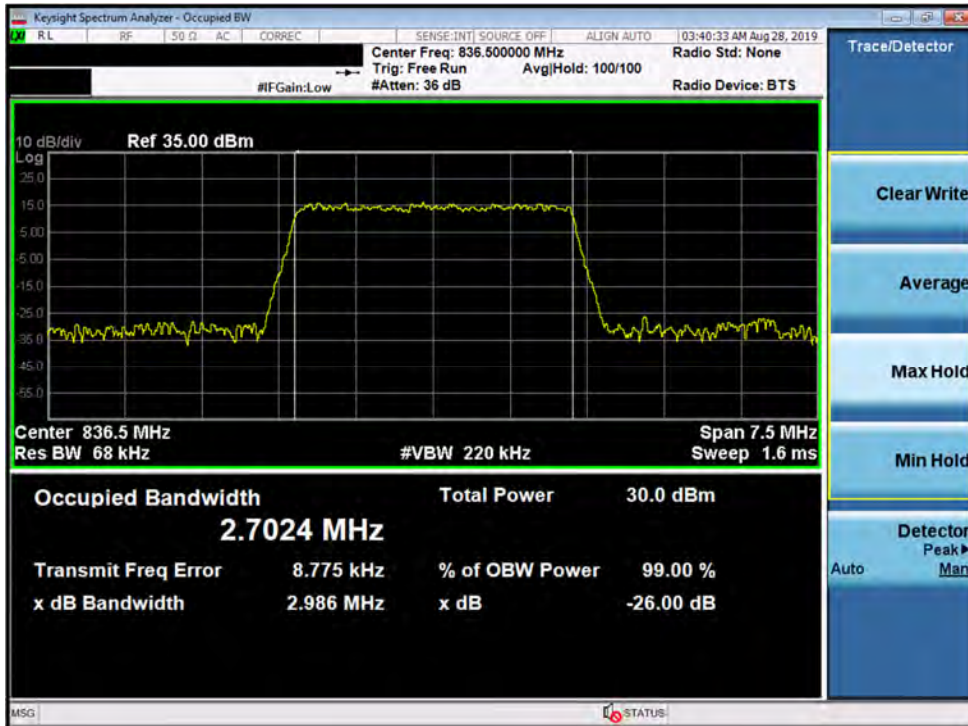 Keysight Spectrum Analyzer - Occupied BW
LXI RL RF 50 Ω AC CORREC SENSE:INT SOURCE OFF ALIGN AUTO 03:40:33 AM Aug 28, 2019
Center Freq: 836.500000 MHz Radio Std: None
Trig: Free Run Avg|Hold: 100/100
#IFGain:Low #Atten: 36 dB Radio Device: BTS
Trace/Detector
10 dB/div Ref 35.00 dBm
Log
25.0
15.0
5.00
-5.00
-15.0
-25.0
-35.0
-45.0
-55.0
Center 836.5 MHz Span 7.5 MHz
Res BW 68 kHz #VBW 220 kHz Sweep 1.6 ms
Occupied Bandwidth Total Power 30.0 dBm
2.7024 MHz
Transmit Freq Error 8.775 kHz % of OBW Power 99.00 %
x dB Bandwidth 2.986 MHz x dB -26.00 dB
Clear Write
Average
Max Hold
Min Hold
Detector
Peak▶
Auto Man
MSG STATUS